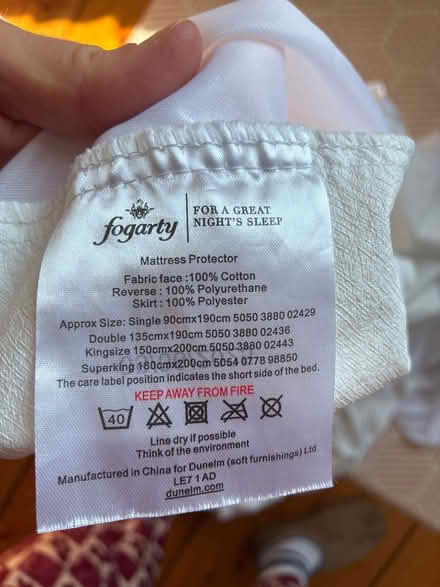 fogarty
FOR A GREAT
NIGHT'S SLEEP
Mattress Protector
Fabric face :100% Cotton
Reverse : 100% Polyurethane
Skirt : 100% Polyester
Approx Size: Single 90cmx190cm 5050 3880 02429
Double 135cmx190cm 5050 3880 02436
Kingsize 150cmx200cm 5050 3880 02443
Superking 180cmx200cm 5054 0778 98850
The care label position indicates the short side of the bed.
KEEP AWAY FROM FIRE
40
Line dry if possible
Think of the environment
Manufactured in China for Dunelm (soft furnishings) Ltd
LE7 1 AD
dunelm.com